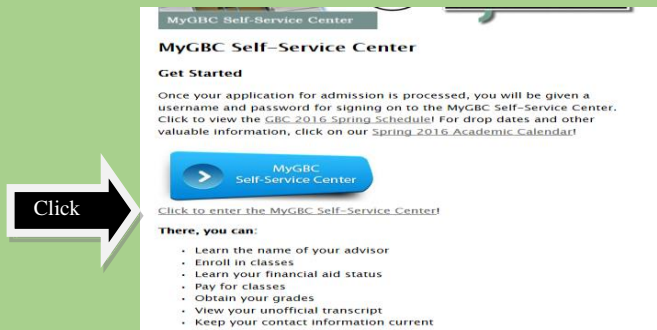 MyGBC Self-Service Center
MyGBC Self-Service Center
Get Started
Once your application for admission is processed, you will be given a
username and password for signing on to the MyGBC Self-Service Center.
Click to view the GBC 2016 Spring Schedule! For drop dates and other
valuable information, click on our Spring 2016 Academic Calendar!
MyGBC
Self-Service Center
Click
Click to enter the MyGBC Self-Service Center!
There, you can:
• Learn the name of your advisor
• Enroll in classes
• Learn your financial aid status
• Pay for classes
• Obtain your grades
• View your unofficial transcript
• Keep your contact information current